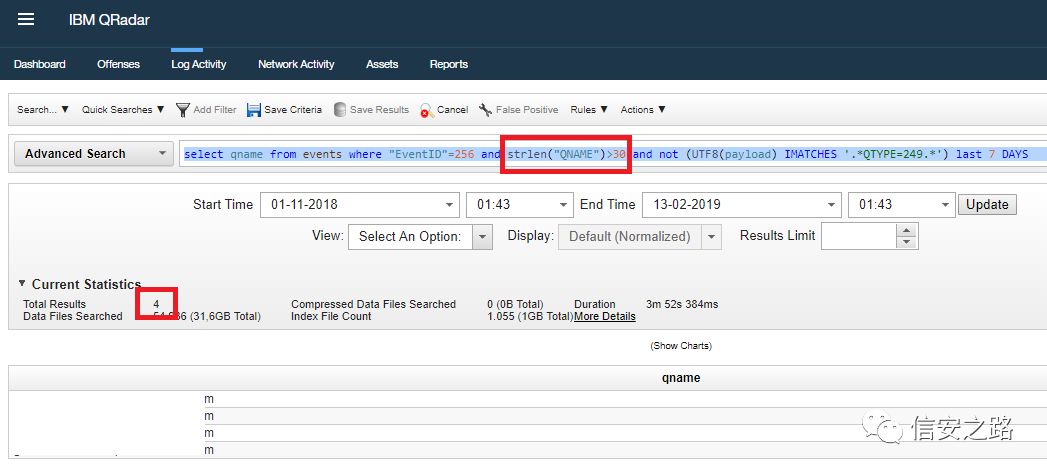 IBM QRadar
Dashboard Offenses Log Activity Network Activity Assets Reports
Search... ▼ Quick Searches ▼ Add Filter Save Criteria Save Results Cancel False Positive Rules ▼ Actions ▼
Advanced Search select qname from events where "EventID"=256 and strlen("QNAME")>30 and not (UTF8(payload) IMATCHES '.*QTYPE=249.*') last 7 DAYS
Start Time 01-11-2018 01:43 End Time 13-02-2019 01:43 Update
View: Select An Option: Display: Default (Normalized) Results Limit
▼ Current Statistics
Total Results 4 Compressed Data Files Searched 0 (0B Total) Duration 3m 52s 384ms
Data Files Searched (31,6GB Total) Index File Count 1.055 (1GB Total) More Details
(Show Charts)
qname
m
m
m
m
信安之路